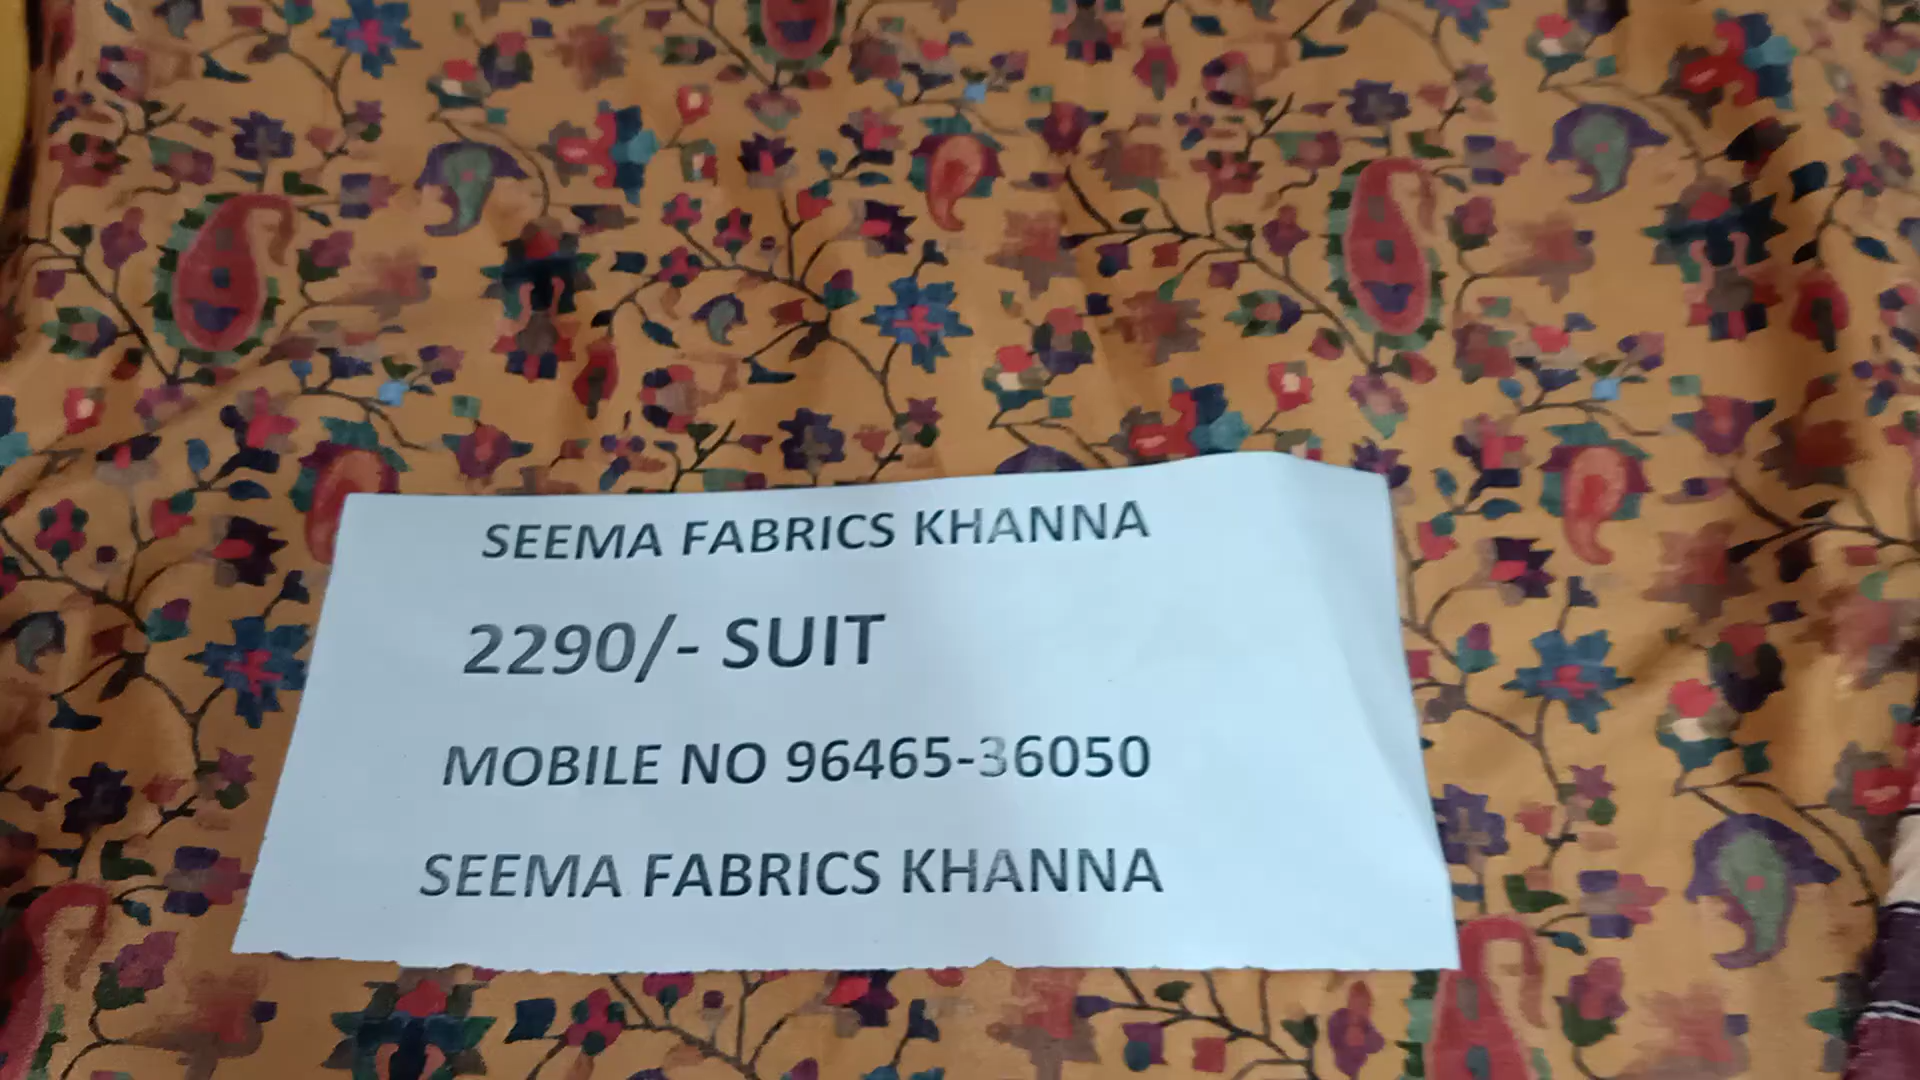 SEEMA FABRICS KHANNA
2290/- SUIT
MOBILE NO 96465-36050
SEEMA FABRICS KHANNA